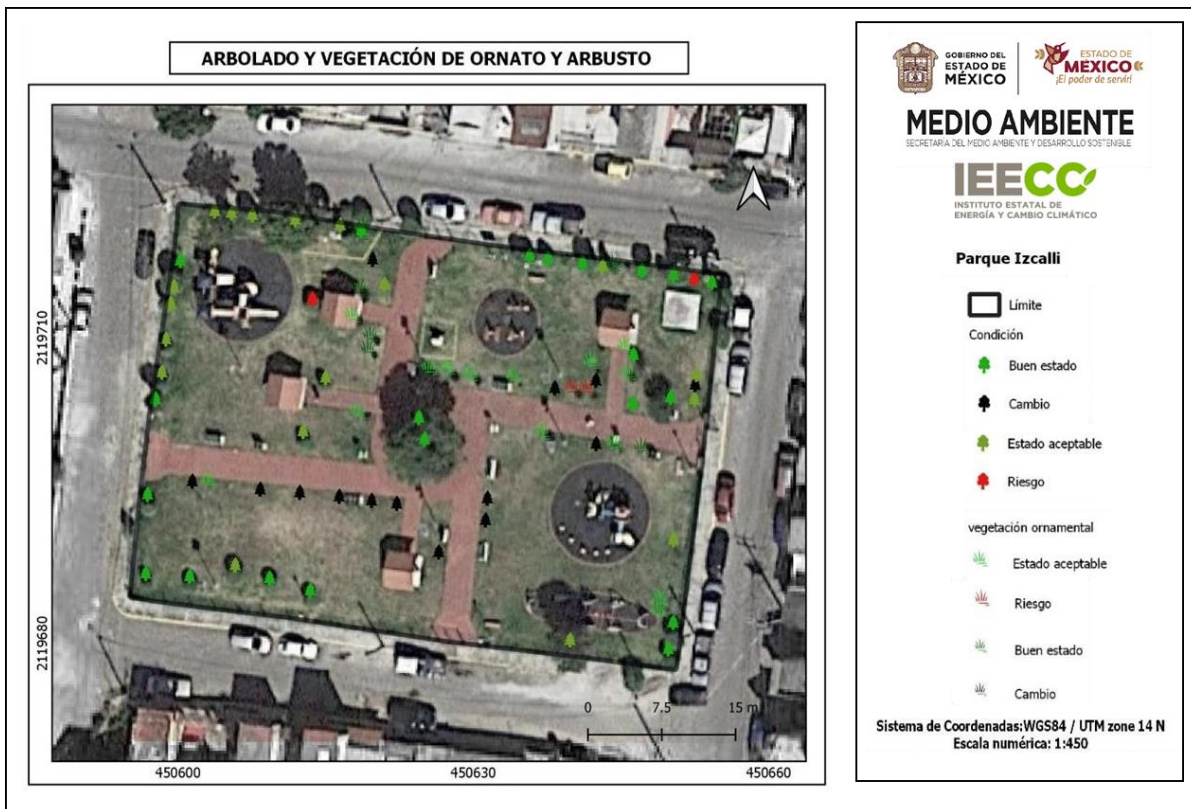 ARBOLADO Y VEGETACIÓN DE ORNATO Y ARBUSTO
2119710
2119680
0 7.5 15 m
450600 450630 450660
GOBIERNO DEL
ESTADO DE
MÉXICO
ESTADO DE
MÉXICO
¡El poder de servir!
MEDIO AMBIENTE
SECRETARÍA DEL MEDIO AMBIENTE Y DESARROLLO SOSTENIBLE
IEECC
INSTITUTO ESTATAL DE
ENERGÍA Y CAMBIO CLIMÁTICO
Parque Izcalli
Límite
Condición
Buen estado
Cambio
Estado aceptable
Riesgo
vegetación ornamental
Estado aceptable
Riesgo
Buen estado
Cambio
Sistema de Coordenadas:WGS84 / UTM zone 14 N
Escala numérica: 1:450